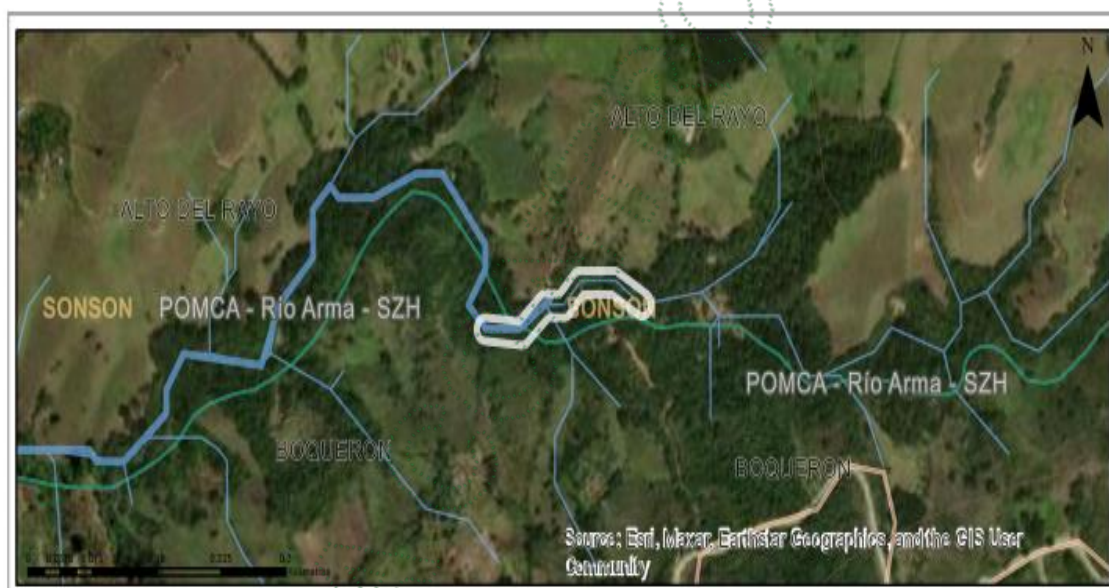 N
ALTO DEL RAYO
ALTO DEL RAYO
SONSON POMCA - Río Arma - SZH
SONSON
POMCA - Río Arma - SZH
BOQUERON
BOQUERON
Source: Esri, Maxar, Earthstar Geographics, and the GIS User
Community